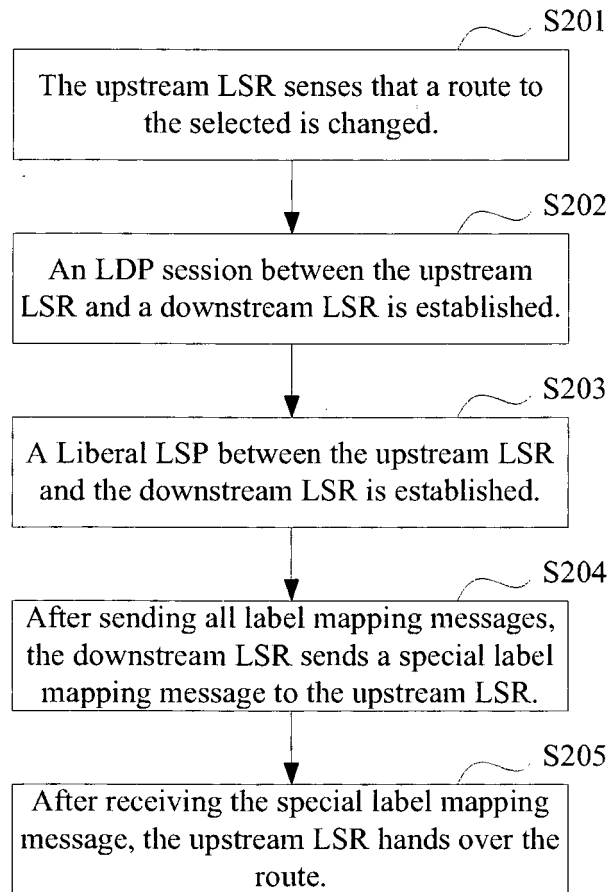 S201
The upstream LSR senses that a route to
the selected is changed.
S202
An LDP session between the upstream
LSR and a downstream LSR is established.
S203
A Liberal LSP between the upstream LSR
and the downstream LSR is established.
S204
After sending all label mapping messages,
the downstream LSR sends a special label
mapping message to the upstream LSR.
S205
After receiving the special label mapping
message, the upstream LSR hands over the
route.